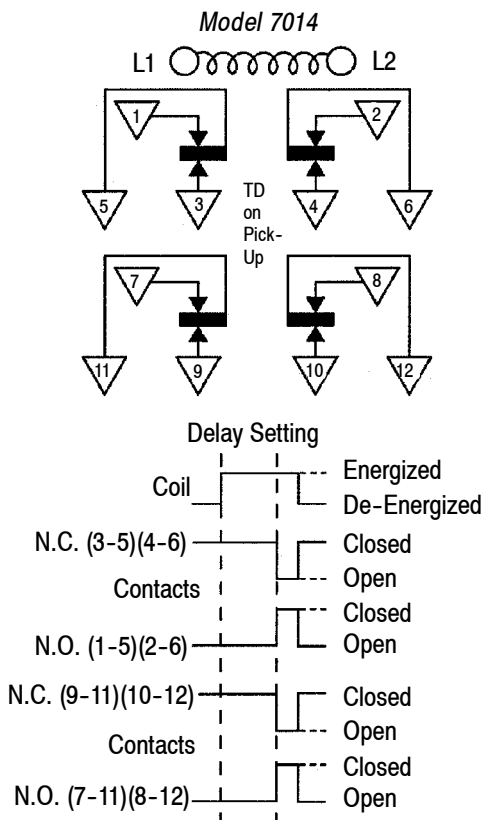 Model 7014
L1 L2
1 2
5 3 4 6
TD
on
Pick-
Up
7 8
11 9 10 12
Delay Setting
Coil
Energized
De-Energized
N.C. (3-5)(4-6)
Closed
Open
Contacts
Closed
N.O. (1-5)(2-6)
Open
N.C. (9-11)(10-12)
Closed
Open
Contacts
Closed
N.O. (7-11)(8-12)
Open